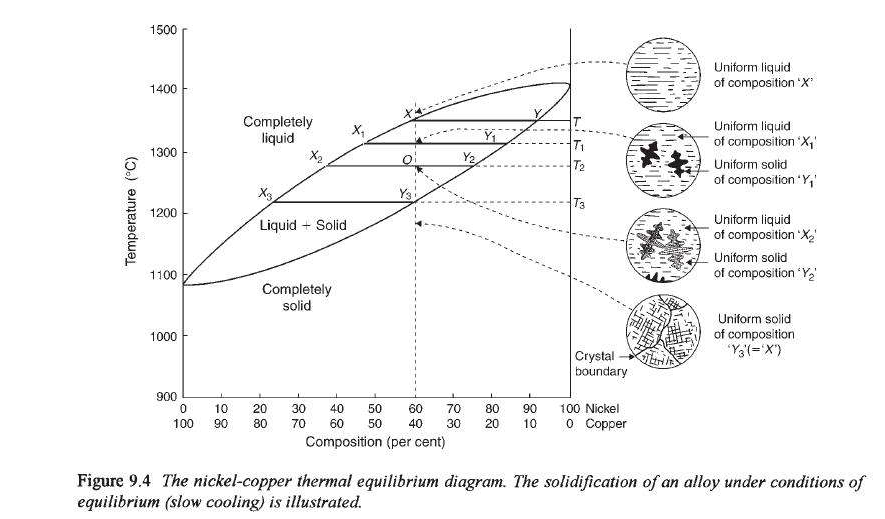 1500
1400
1300
1200
1100
1000
900
Temperature (°C)
Completely
liquid
X
Y
T
X₁
Y₁
T₁
X₂
O
Y₂
T₂
X₃
Y₃
T₃
Liquid + Solid
Completely
solid
0 10 20 30 40 50 60 70 80 90 100 Nickel
100 90 80 70 60 50 40 30 20 10 0 Copper
Composition (per cent)
Uniform liquid
of composition 'X'
Uniform liquid
of composition 'X₁'
Uniform solid
of composition 'Y₁'
Uniform liquid
of composition 'X₂'
Uniform solid
of composition 'Y₂'
Uniform solid
of composition
'Y₃'(='X')
Crystal
boundary
Figure 9.4 The nickel-copper thermal equilibrium diagram. The solidification of an alloy under conditions of
equilibrium (slow cooling) is illustrated.